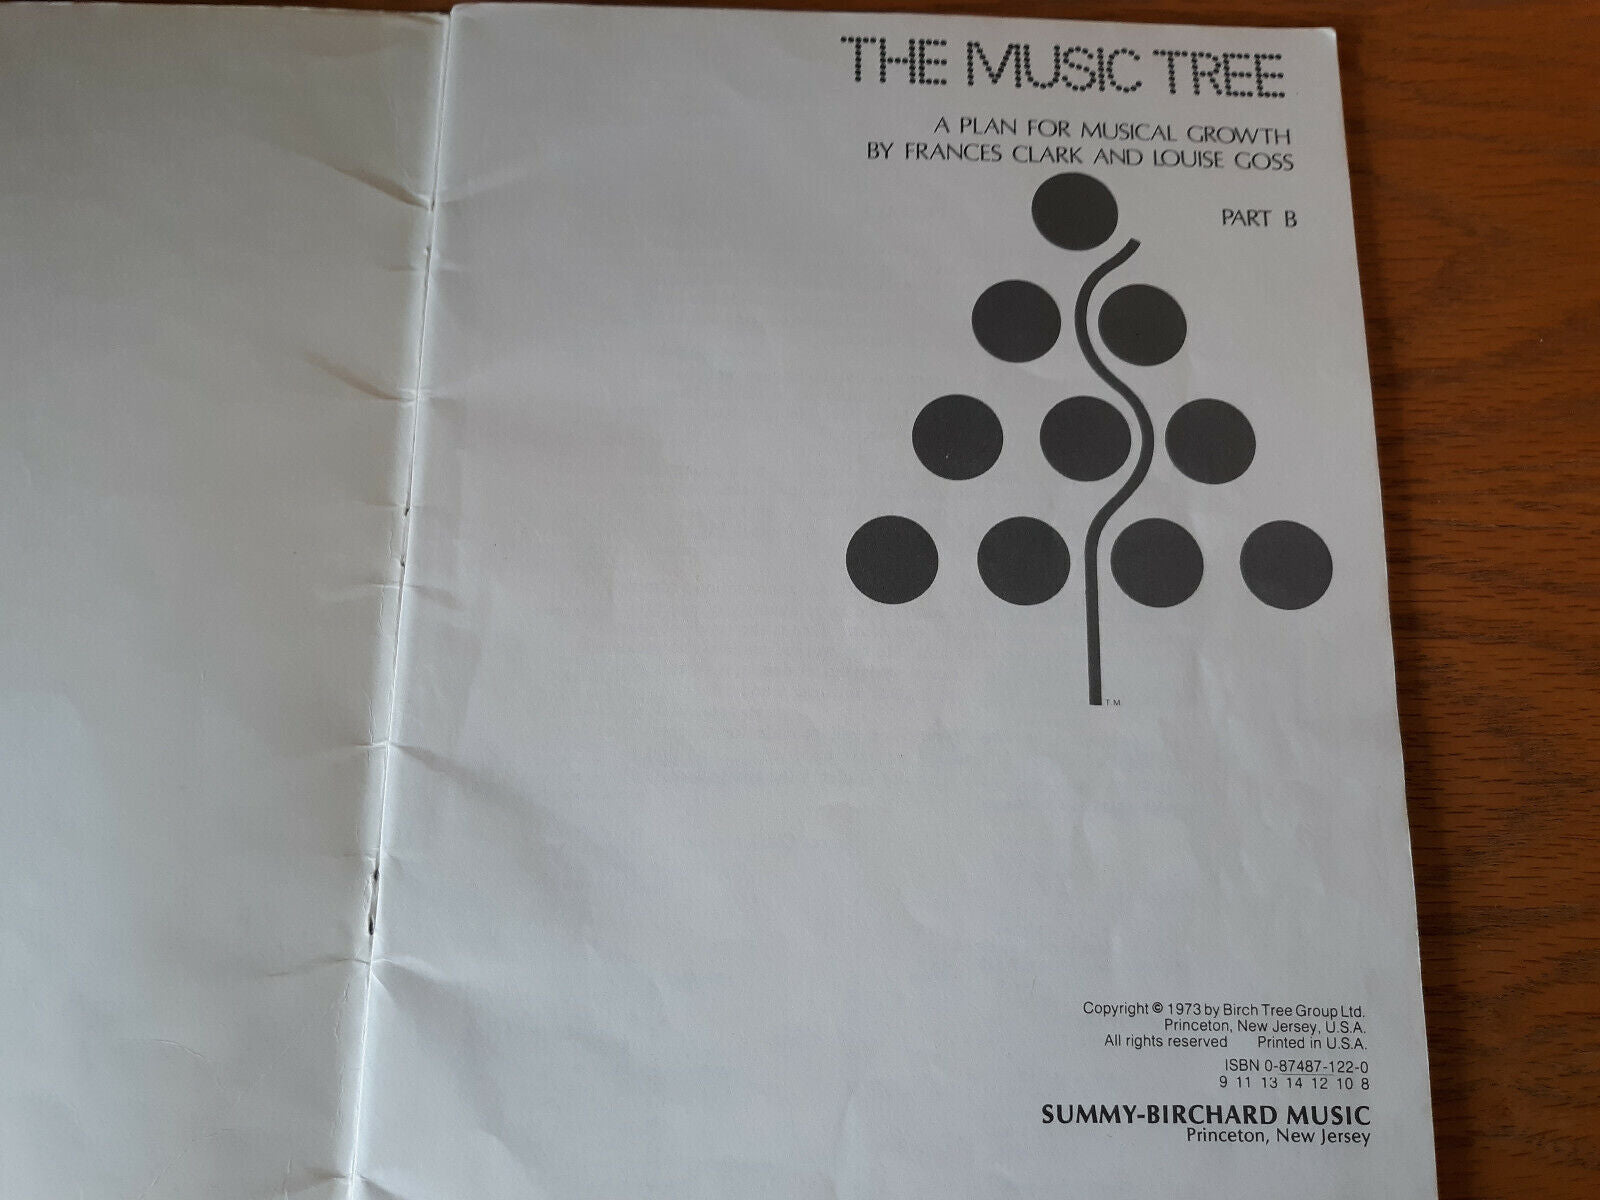 THE MUSIC TREE
A PLAN FOR MUSICAL GROWTH
BY FRANCES CLARK AND LOUISE GOSS
PART B
TM
Copyright © 1973 by Birch Tree Group Ltd.
Princeton, New Jersey, U.S.A.
All rights reserved Printed in U.S.A.
ISBN 0-87487-122-0
9 11 13 14 12 10 8
SUMMY-BIRCHARD MUSIC
Princeton, New Jersey